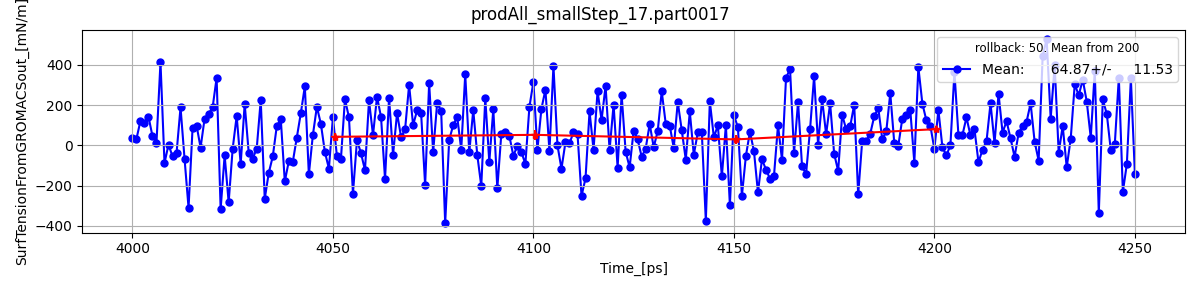 prodAll_smallStep_17.part0017
SurfTensionFromGROMACSout_[mN/m]
400
200
0
−200
−400
rollback: 50. Mean from 200
Mean: 64.87+/- 11.53
4000
4050
4100
4150
4200
4250
Time_[ps]